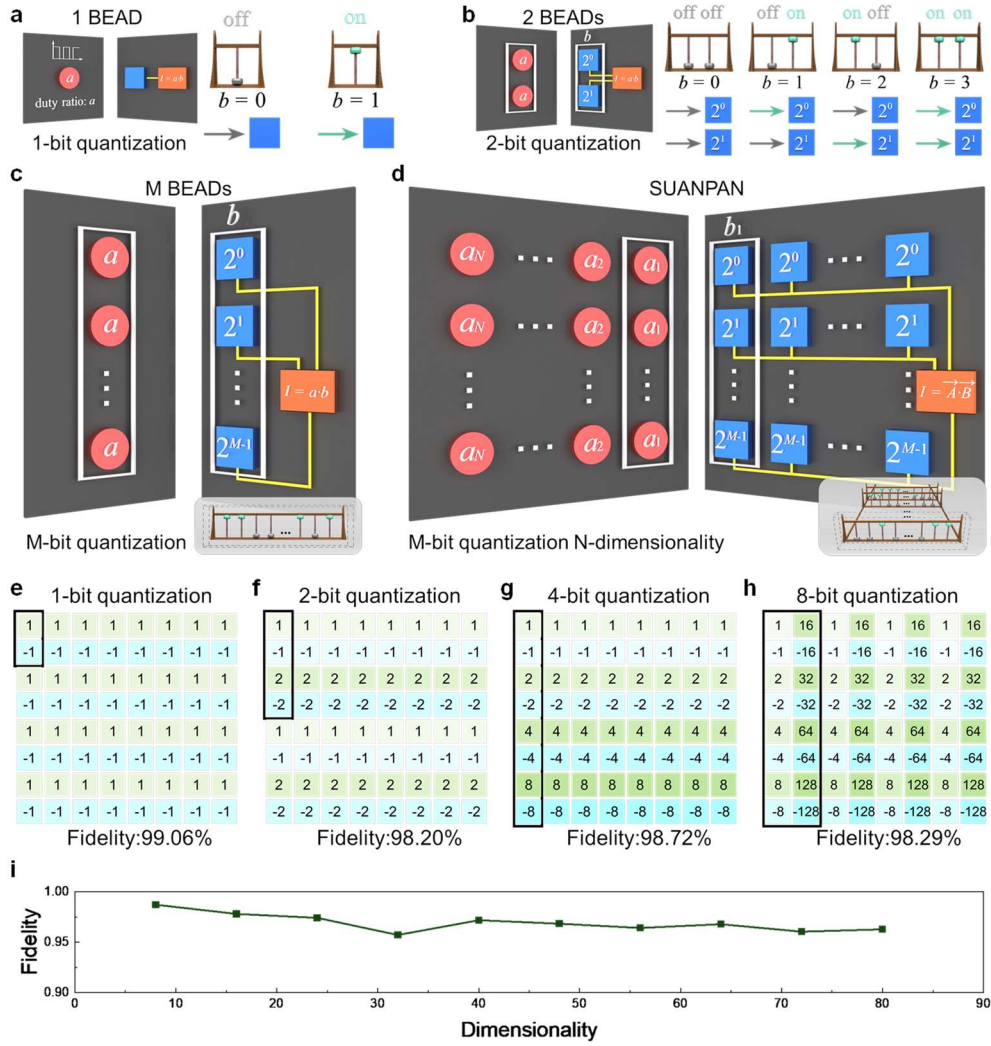 a
1 BEAD
off
on
a
duty ratio: a
I = a·b
b = 0
b = 1
1-bit quantization
b
2 BEADs
off off
off on
on off
on on
b
a
2⁰
I = a·b
a
2¹
b = 0
b = 1
b = 2
b = 3
2⁰ 2⁰ 2⁰ 2⁰
2¹ 2¹ 2¹ 2¹
2-bit quantization
c
M BEADs
b
a
2⁰
a
2¹
I = a·b
a
2ᴹ⁻¹
...
M-bit quantization
d
SUANPAN
b₁
a_N ... a₂ a₁
2⁰ 2⁰ ... 2⁰
a_N ... a₂ a₁
2¹ 2¹ ... 2¹
I = A⃗·B⃗
a_N ... a₂ a₁
2ᴹ⁻¹ 2ᴹ⁻¹ ... 2ᴹ⁻¹
M-bit quantization N-dimensionality
e
1-bit quantization
1 1 1 1 1 1 1 1
-1 -1 -1 -1 -1 -1 -1 -1
1 1 1 1 1 1 1 1
-1 -1 -1 -1 -1 -1 -1 -1
1 1 1 1 1 1 1 1
-1 -1 -1 -1 -1 -1 -1 -1
1 1 1 1 1 1 1 1
-1 -1 -1 -1 -1 -1 -1 -1
Fidelity:99.06%
f
2-bit quantization
1 1 1 1 1 1 1 1
-1 -1 -1 -1 -1 -1 -1 -1
2 2 2 2 2 2 2 2
-2 -2 -2 -2 -2 -2 -2 -2
1 1 1 1 1 1 1 1
-1 -1 -1 -1 -1 -1 -1 -1
2 2 2 2 2 2 2 2
-2 -2 -2 -2 -2 -2 -2 -2
Fidelity:98.20%
g
4-bit quantization
1 1 1 1 1 1 1 1
-1 -1 -1 -1 -1 -1 -1 -1
2 2 2 2 2 2 2 2
-2 -2 -2 -2 -2 -2 -2 -2
4 4 4 4 4 4 4 4
-4 -4 -4 -4 -4 -4 -4 -4
8 8 8 8 8 8 8 8
-8 -8 -8 -8 -8 -8 -8 -8
Fidelity:98.72%
h
8-bit quantization
1 16 1 16 1 16 1 16
-1 -16 -1 -16 -1 -16 -1 -16
2 32 2 32 2 32 2 32
-2 -32 -2 -32 -2 -32 -2 -32
4 64 4 64 4 64 4 64
-4 -64 -4 -64 -4 -64 -4 -64
8 128 8 128 8 128 8 128
-8 -128 -8 -128 -8 -128 -8 -128
Fidelity:98.29%
i
Fidelity
1.00
0.95
0.90
0 10 20 30 40 50 60 70 80 90
Dimensionality